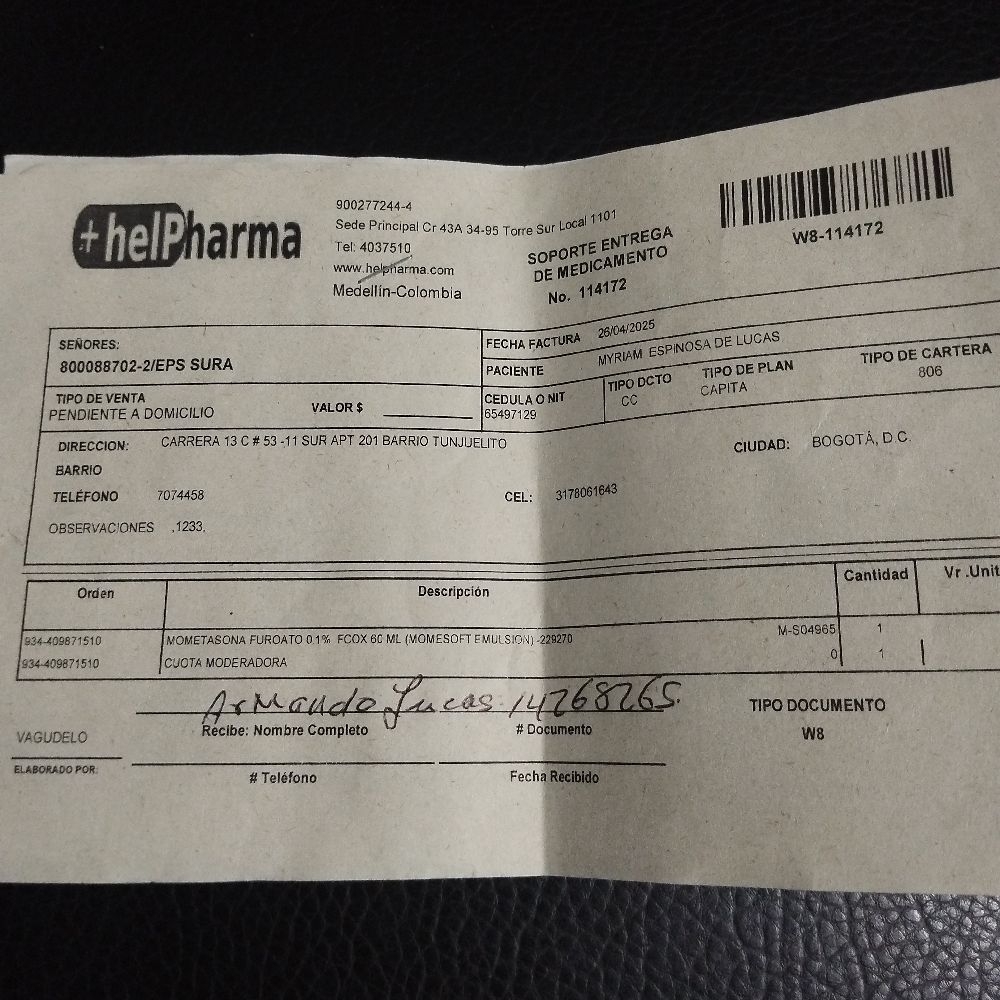 +helPharma
900277244-4
Sede Principal Cr 43A 34-95 Torre Sur Local 1101
Tel: 4037510
www.helpharma.com
Medellín-Colombia
SOPORTE ENTREGA
DE MEDICAMENTO
No. 114172
W8-114172
SEÑORES:
800088702-2/EPS SURA
FECHA FACTURA 26/04/2025
PACIENTE MYRIAM ESPINOSA DE LUCAS
TIPO DE VENTA
PENDIENTE A DOMICILIO
VALOR $
CEDULA O NIT
65497129
TIPO DCTO
CC
TIPO DE PLAN
CAPITA
TIPO DE CARTERA
806
DIRECCION: CARRERA 13 C # 53 -11 SUR APT 201 BARRIO TUNJUELITO
CIUDAD: BOGOTÁ, D.C.
BARRIO
TELÉFONO 7074458
CEL: 3178061643
OBSERVACIONES .1233.
Orden Descripción Cantidad Vr .Unit
934-409871510 MOMETASONA FUROATO 0.1% FCOX 60 ML (MOMESOFT EMULSION) -229270 M-S04965 1
934-409871510 CUOTA MODERADORA 0 1
ArMando Lucas 14268265.
Recibe: Nombre Completo # Documento
TIPO DOCUMENTO
W8
VAGUDELO
ELABORADO POR:
# Teléfono Fecha Recibido